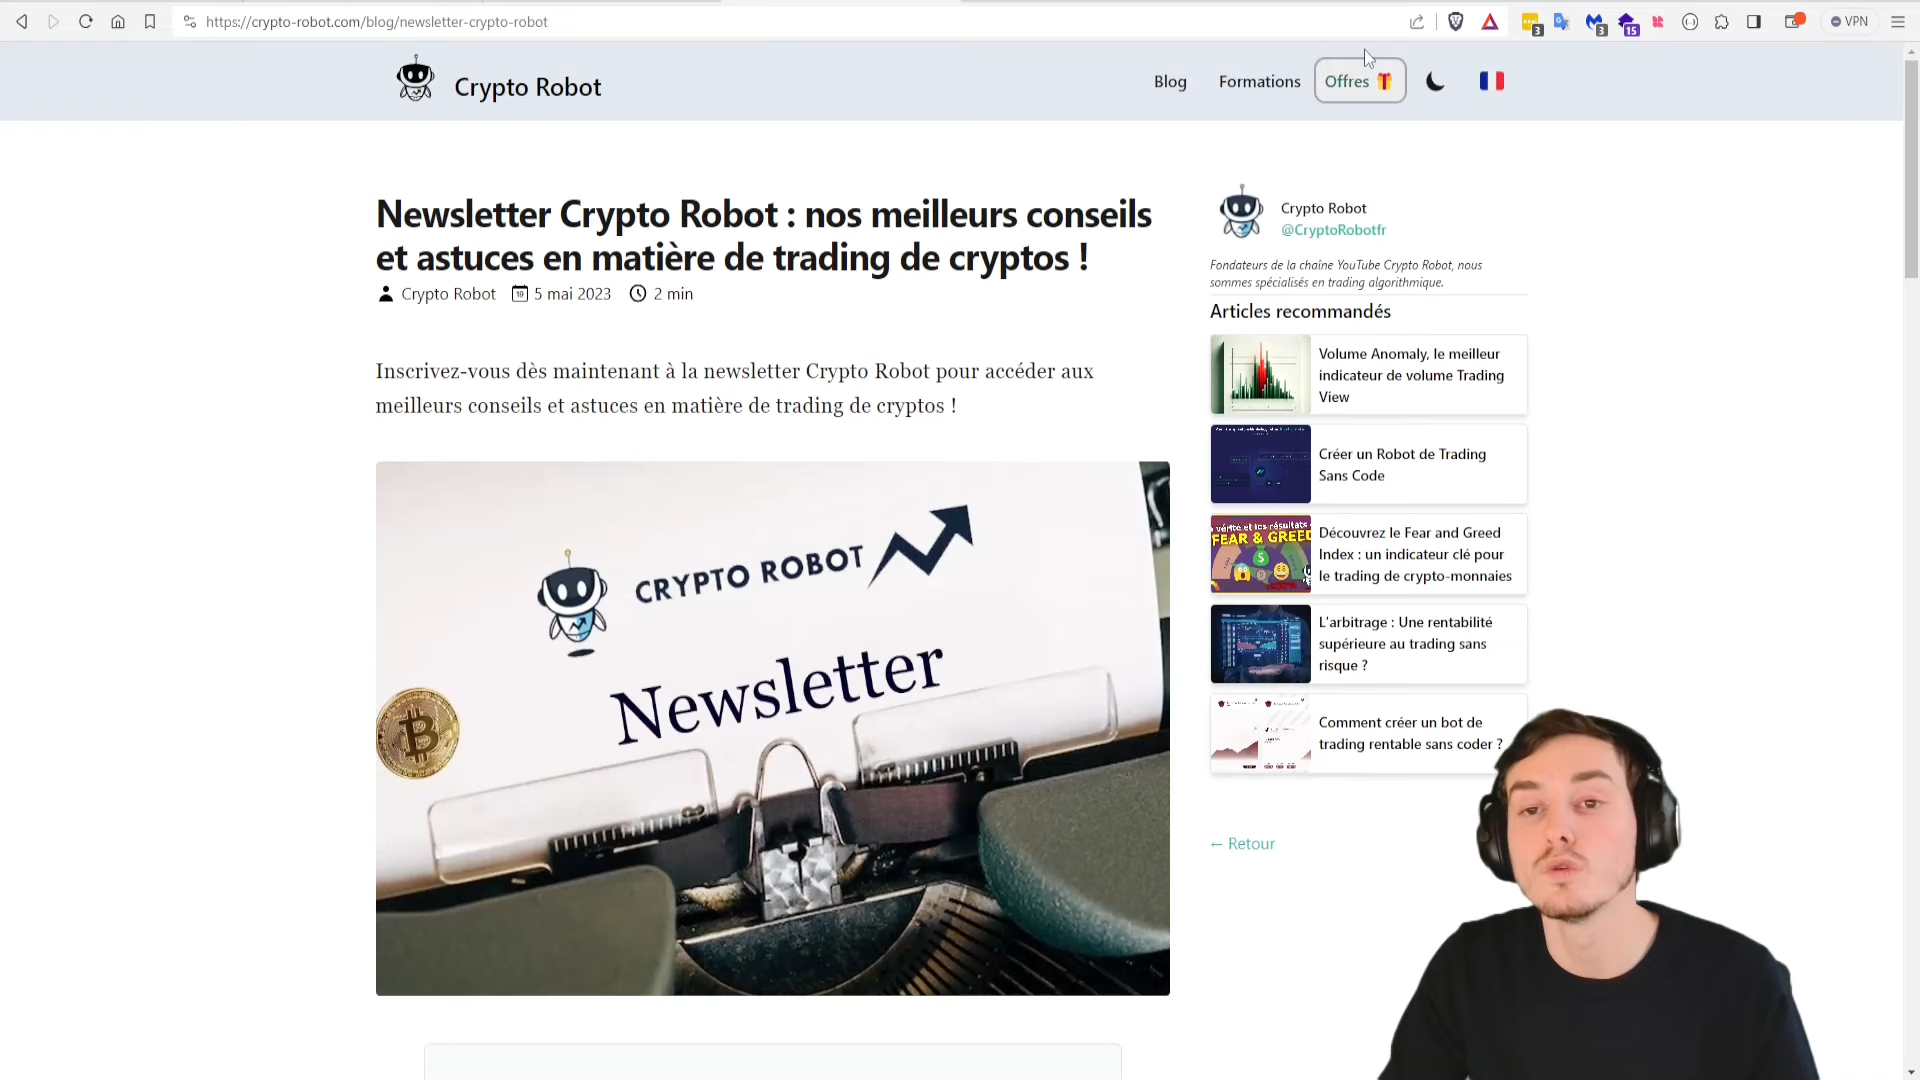 https://crypto-robot.com/blog/newsletter-crypto-robot
3
3
15
VPN
Crypto Robot
Blog
Formations
Offres
Newsletter Crypto Robot : nos meilleurs conseils
et astuces en matière de trading de cryptos !
Crypto Robot
5 mai 2023
2 min
Inscrivez-vous dès maintenant à la newsletter Crypto Robot pour accéder aux
meilleurs conseils et astuces en matière de trading de cryptos !
CRYPTO ROBOT
Newsletter
Crypto Robot
@CryptoRobotfr
Fondateurs de la chaîne YouTube Crypto Robot, nous
sommes spécialisés en trading algorithmique.
Articles recommandés
Volume Anomaly, le meilleur
indicateur de volume Trading
View
Créer un Robot de Trading
Sans Code
FEAR & GREED
Découvrez le Fear and Greed
Index : un indicateur clé pour
le trading de crypto-monnaies
L'arbitrage : Une rentabilité
supérieure au trading sans
risque ?
Comment créer un bot de
trading rentable sans coder ?
← Retour